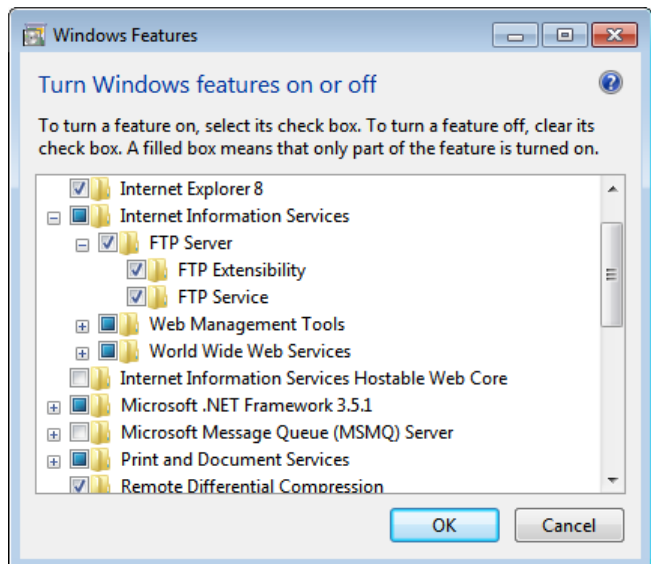 Windows Features
Turn Windows features on or off
To turn a feature on, select its check box. To turn a feature off, clear its
check box. A filled box means that only part of the feature is turned on.
Internet Explorer 8
Internet Information Services
FTP Server
FTP Extensibility
FTP Service
Web Management Tools
World Wide Web Services
Internet Information Services Hostable Web Core
Microsoft .NET Framework 3.5.1
Microsoft Message Queue (MSMQ) Server
Print and Document Services
Remote Differential Compression
OK Cancel